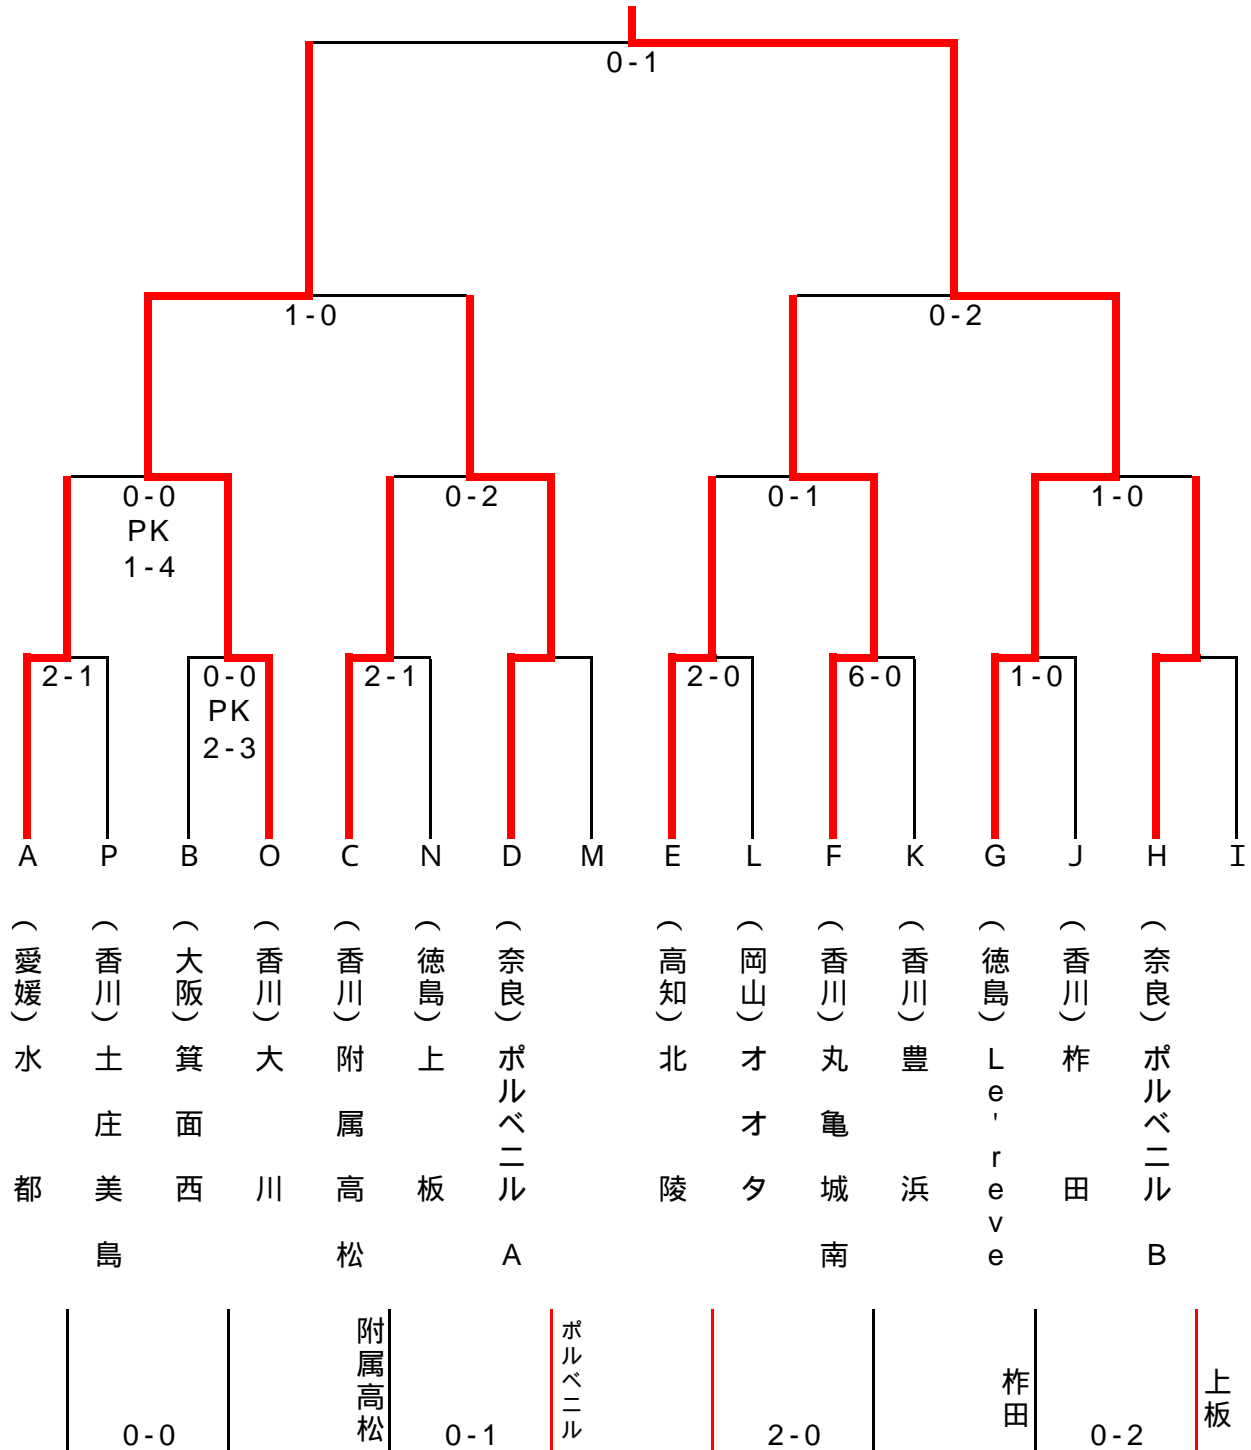 0-1
1-0
0-2
0-0
PK
1-4
0-2
0-1
1-0
2-1
0-0
PK
2-3
2-1
2-0
6-0
1-0
A
P
B
O
C
N
D
M
E
L
F
K
G
J
H
I
（愛媛）水都
（香川）土庄美島
（大阪）箕面西
（香川）大川
（香川）附属高松
（徳島）上板
（奈良）ポルベニル A
（高知）北陵
（岡山）オオタ
（香川）丸亀城南
（香川）豊浜
（徳島）Le'reve
（香川）柞田
（奈良）ポルベニル B
0-0
附属高松
0-1
ポルベニル
2-0
柞田
0-2
上板